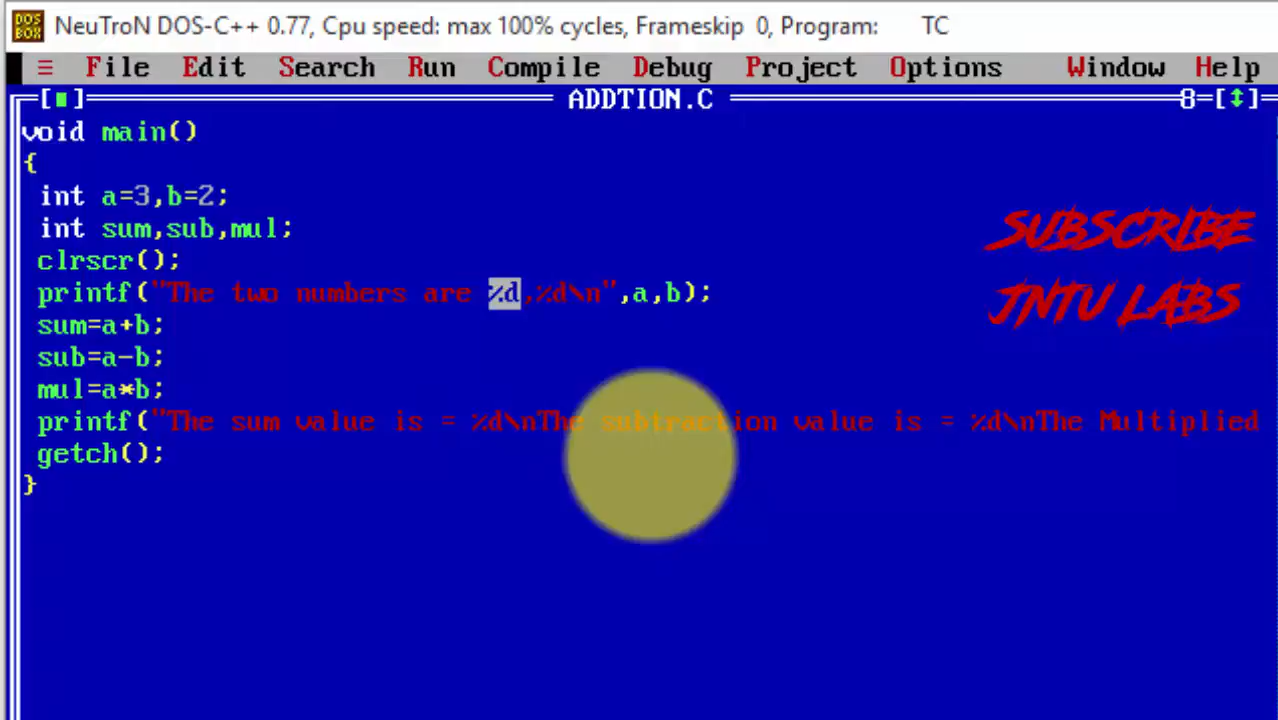 NeuTroN DOS-C++ 0.77, Cpu speed: max 100% cycles, Frameskip 0, Program: TC
≡ File Edit Search Run Compile Debug Project Options Window Help
[■] ADDTION.C 8=[↕]
void main()
{
int a=3,b=2;
int sum,sub,mul;
clrscr();
printf("The two numbers are %d,%d\n",a,b);
sum=a+b;
sub=a-b;
mul=a*b;
printf("The sum value is = %d\nThe subtraction value is = %d\nThe Multiplied
getch();
}
SUBSCRIBE
JNTU LABS
DOS
BOX